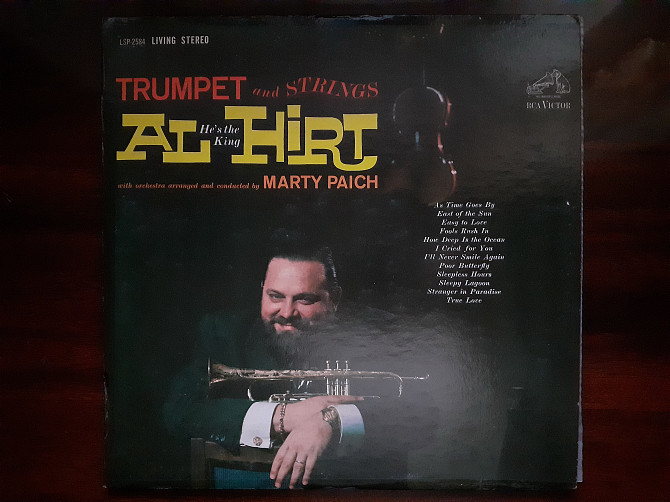 LSP-2584 LIVING STEREO
TRUMPET and STRINGS
AL He's the King HIRT
with orchestra arranged and conducted by MARTY PAICH
RCA VICTOR
As Time Goes By
East of the Sun
Easy to Love
Fools Rush In
How Deep Is the Ocean
I Cried for You
I'll Never Smile Again
Poor Butterfly
Sleepless Hours
Sleepy Lagoon
Stranger in Paradise
True Love